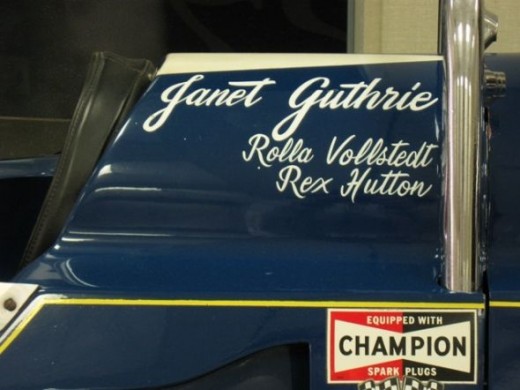 Janet Guthrie
Rolla Vollstedt
Rex Hutton
EQUIPPED WITH
CHAMPION
SPARK PLUGS